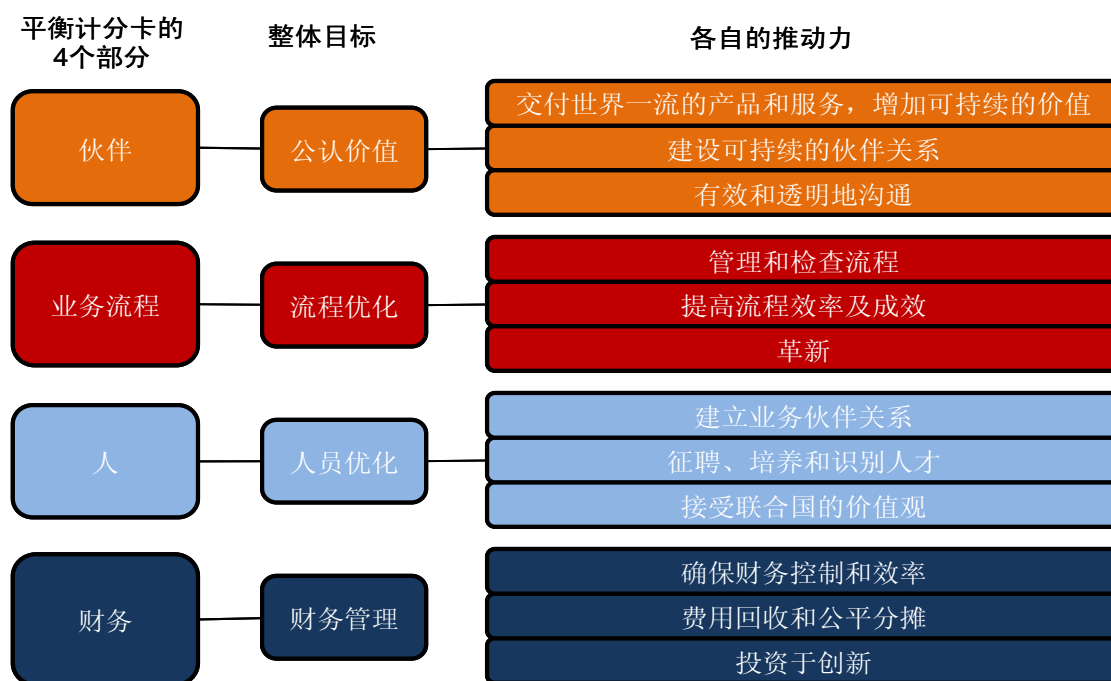 平衡计分卡的
4个部分
整体目标
各自的推动力
伙伴
公认价值
交付世界一流的产品和服务，增加可持续的价值
建设可持续的伙伴关系
有效和透明地沟通
业务流程
流程优化
管理和检查流程
提高流程效率及成效
革新
人
人员优化
建立业务伙伴关系
征聘、培养和识别人才
接受联合国的价值观
财务
财务管理
确保财务控制和效率
费用回收和公平分摊
投资于创新